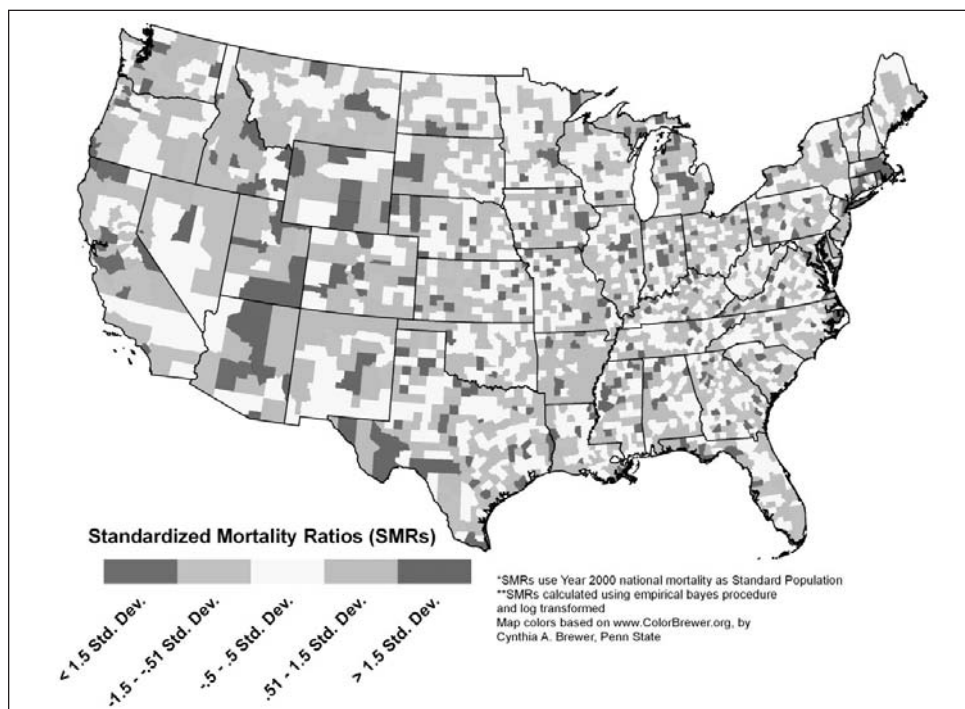 Standardized Mortality Ratios (SMRs)
< 1.5 Std. Dev.
-1.5 - -.51 Std. Dev.
-.5 - .5 Std. Dev.
.51 - 1.5 Std. Dev.
> 1.5 Std. Dev.
*SMRs use Year 2000 national mortality as Standard Population
**SMRs calculated using empirical bayes procedure
and log transformed
Map colors based on www.ColorBrewer.org, by
Cynthia A. Brewer, Penn State